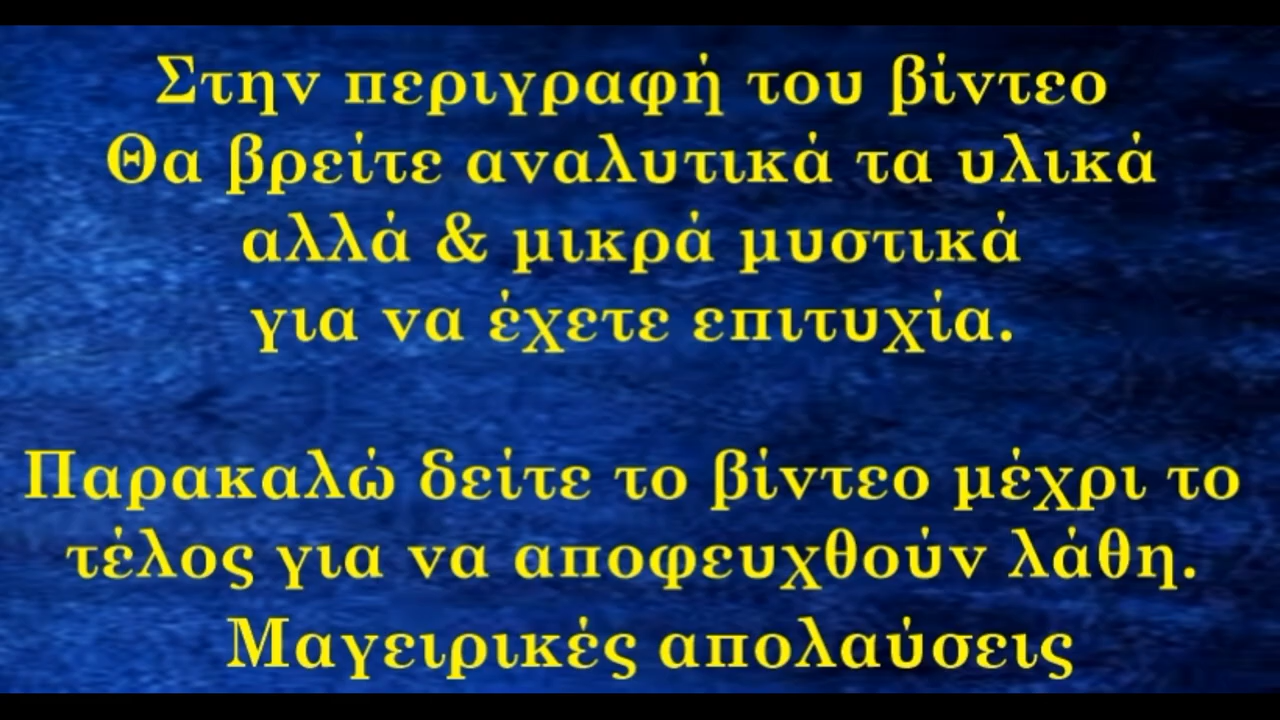 Στην περιγραφή του βίντεο
Θα βρείτε αναλυτικά τα υλικά
αλλά & μικρά μυστικά
για να έχετε επιτυχία.
Παρακαλώ δείτε το βίντεο μέχρι το
τέλος για να αποφευχθούν λάθη.
Μαγειρικές απολαύσεις